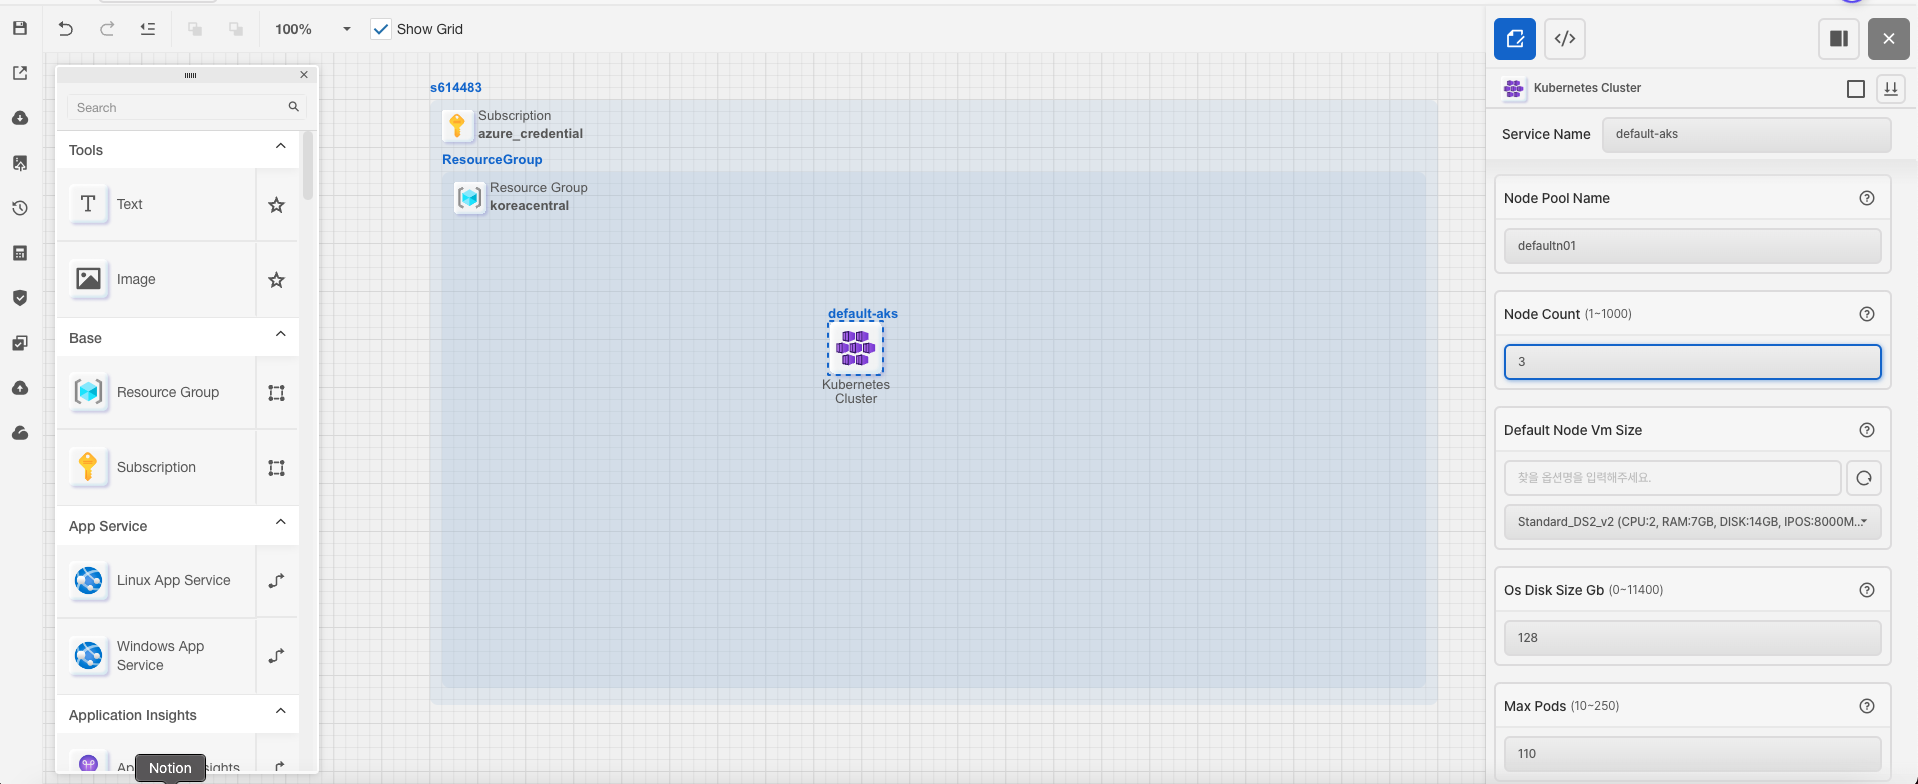 100%
Show Grid
Search
Tools
Text
Image
Base
Resource Group
Subscription
App Service
Linux App Service
Windows App
Service
Application Insights
Notion
s614483
Subscription
azure_credential
ResourceGroup
Resource Group
koreacentral
default-aks
Kubernetes
Cluster
Kubernetes Cluster
Service Name
default-aks
Node Pool Name
defaultn01
Node Count (1~1000)
3
Default Node Vm Size
찾을 옵션명을 입력해주세요.
Standard_DS2_v2 (CPU:2, RAM:7GB, DISK:14GB, IPOS:8000M...
Os Disk Size Gb (0~11400)
128
Max Pods (10~250)
110